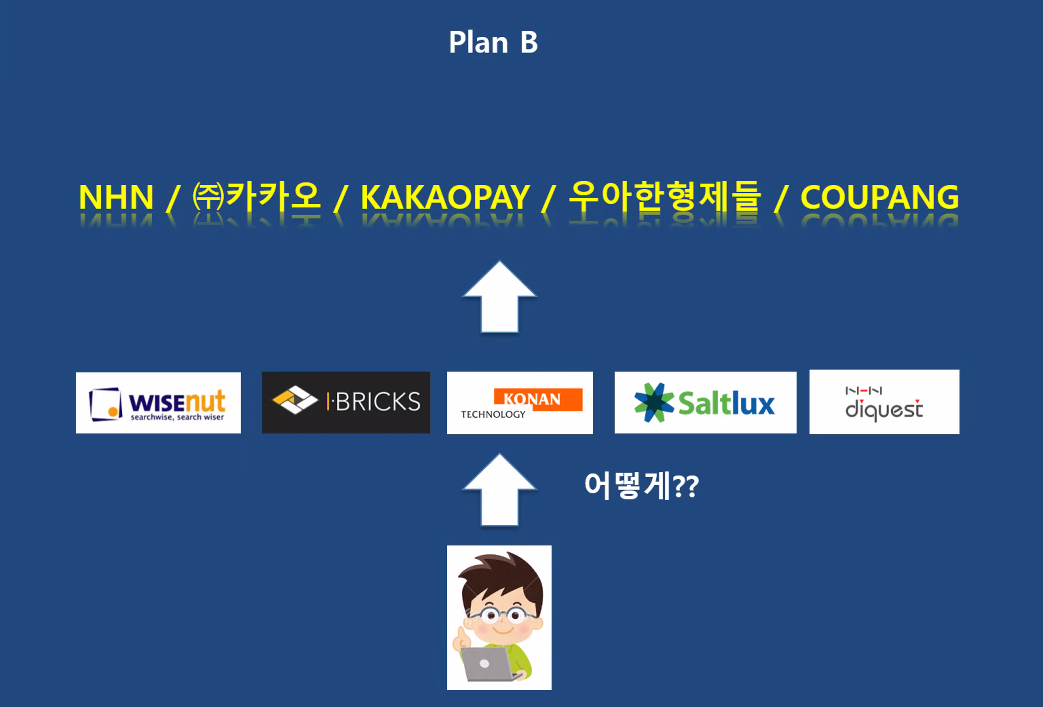 Plan B
NHN / ㈜카카오 / KAKAOPAY / 우아한형제들 / COUPANG
WISEnut
searchwise, search wiser
I·BRICKS
KONAN
TECHNOLOGY
Saltlux
diquest
어떻게??